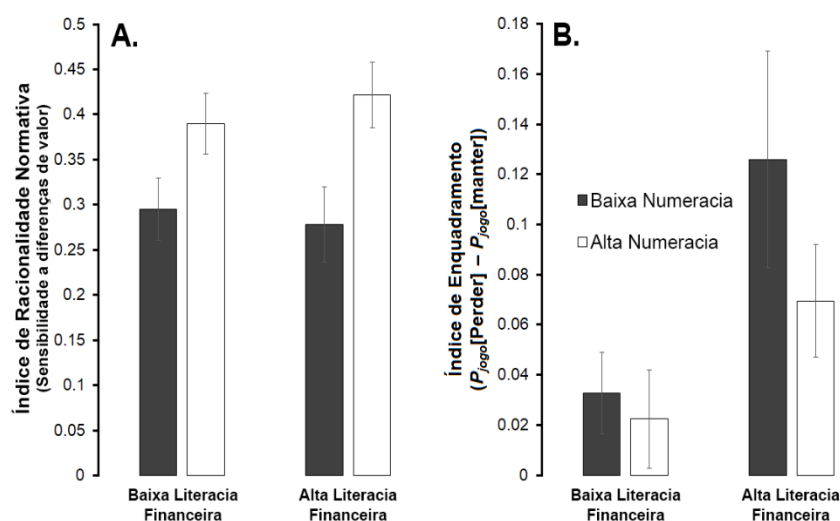 A.
Índice de Racionalidade Normativa
(Sensibilidade a diferenças de valor)
0.5
0.45
0.4
0.35
0.3
0.25
0.2
0.15
0.1
0.05
0
Baixa Literacia
Financeira
Alta Literacia
Financeira
B.
Índice de Enquadramento
(Pjogo[Perder] – Pjogo[manter])
0.18
0.16
0.14
0.12
0.1
0.08
0.06
0.04
0.02
0
Baixa Numeracia
Alta Numeracia
Baixa Literacia
Financeira
Alta Literacia
Financeira